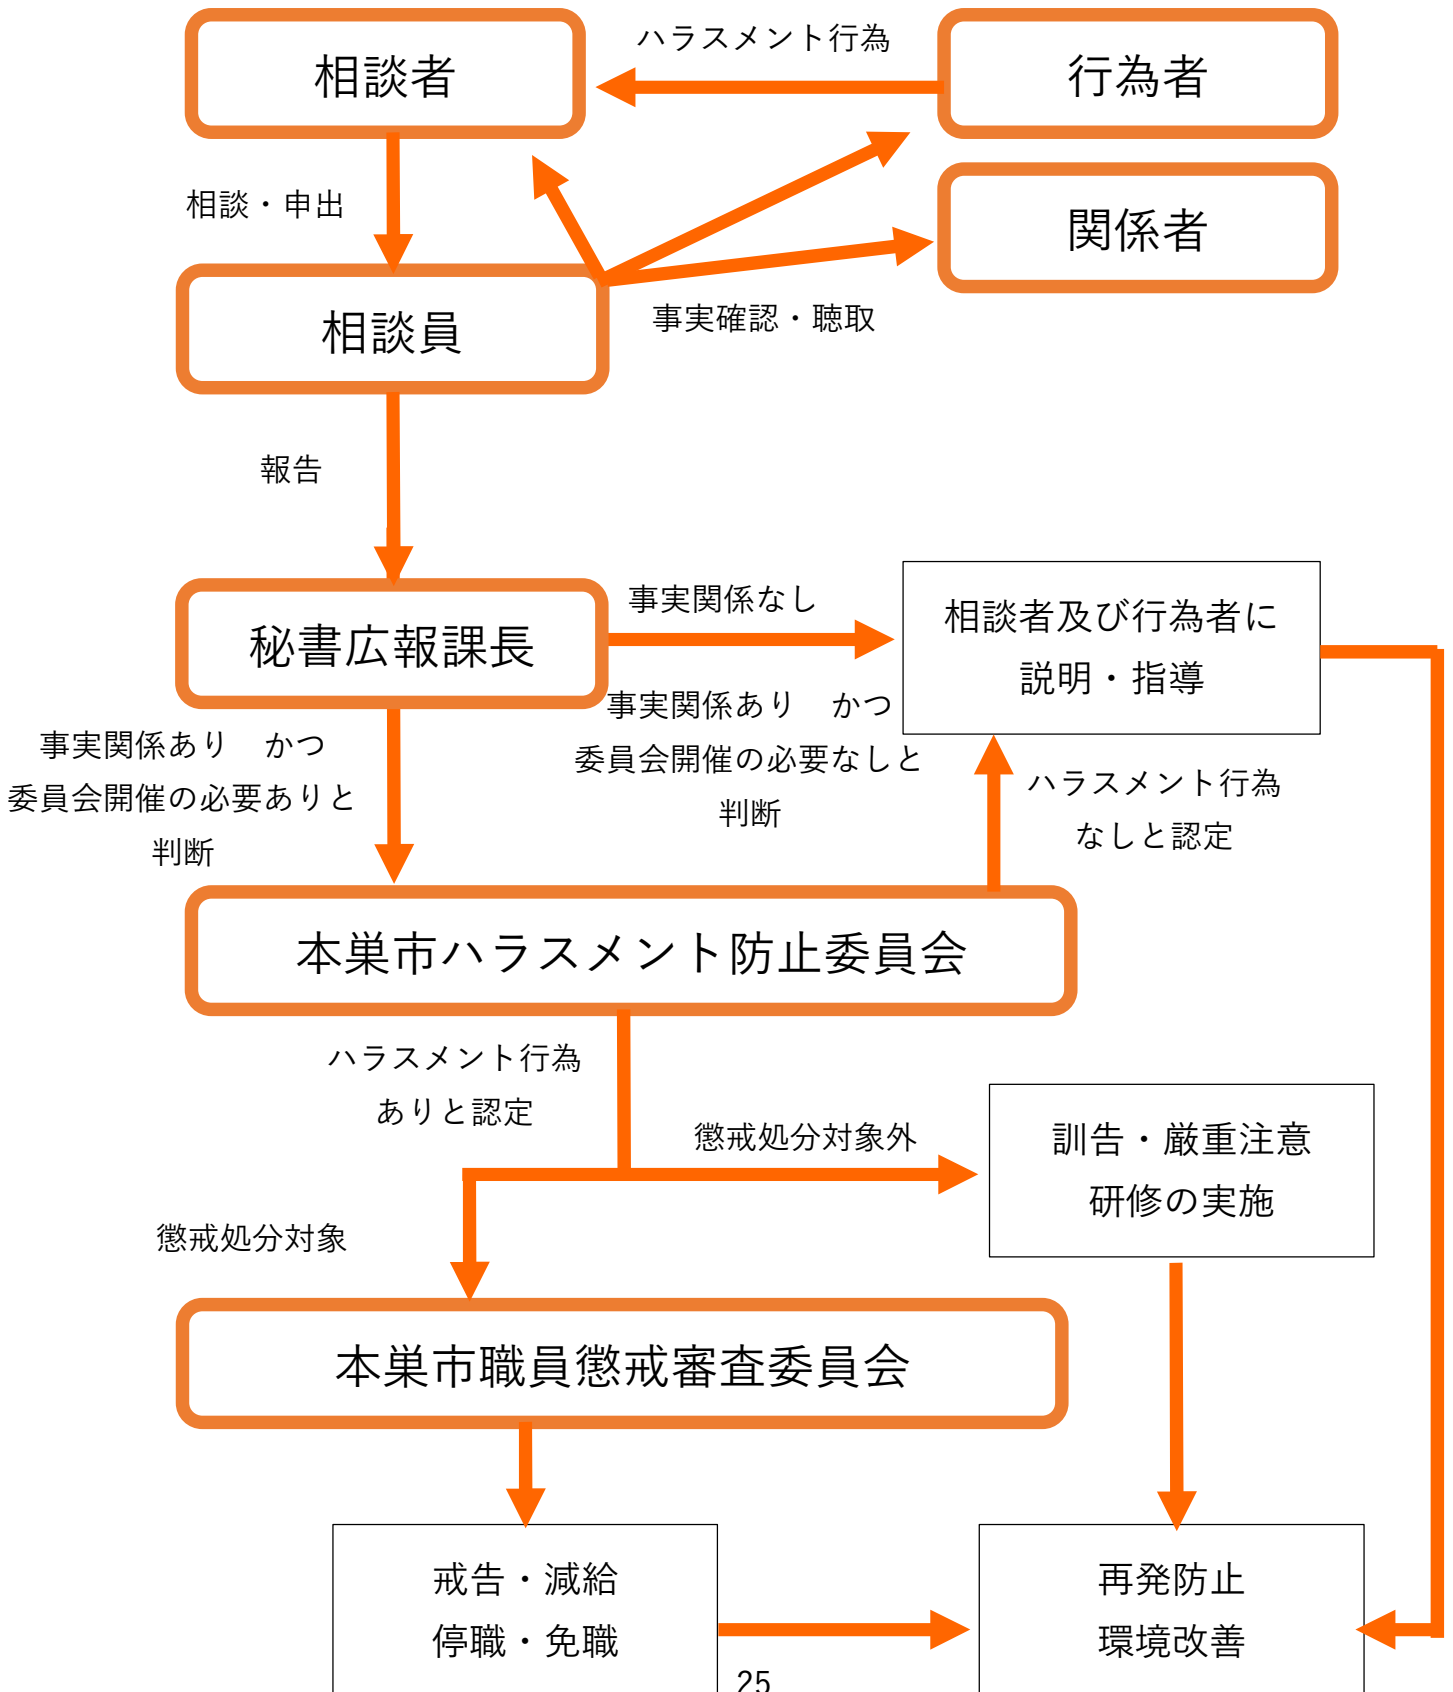 ハラスメント行為
相談者
行為者
相談・申出
関係者
相談員
事実確認・聴取
報告
事実関係なし
秘書広報課長
相談者及び行為者に
説明・指導
事実関係あり　かつ
委員会開催の必要なしと
判断
事実関係あり　かつ
委員会開催の必要ありと
判断
ハラスメント行為
なしと認定
本巣市ハラスメント防止委員会
ハラスメント行為
ありと認定
懲戒処分対象外
訓告・厳重注意
研修の実施
懲戒処分対象
本巣市職員懲戒審査委員会
戒告・減給
停職・免職
再発防止
環境改善
25